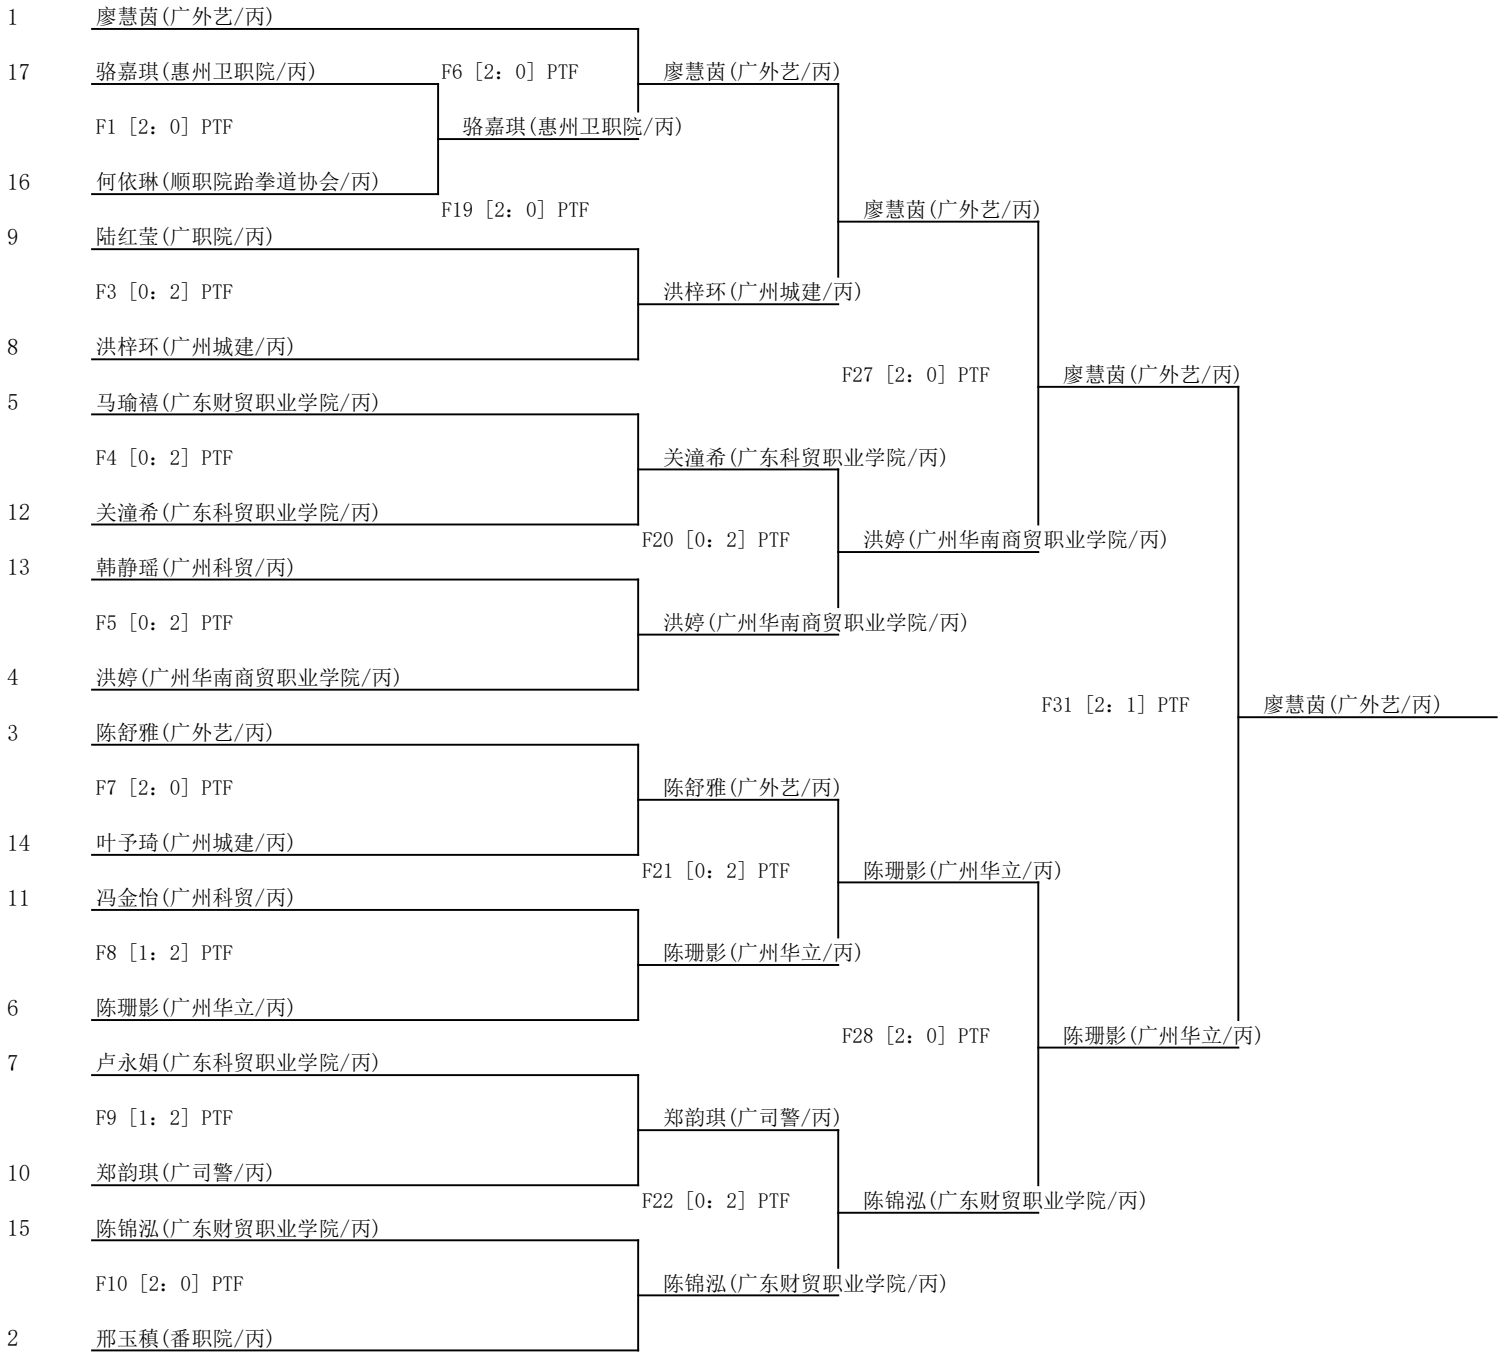 1 廖慧茵(广外艺/丙)
17 骆嘉琪(惠州卫职院/丙) F6 [2: 0] PTF 廖慧茵(广外艺/丙)
F1 [2: 0] PTF 骆嘉琪(惠州卫职院/丙)
16 何依琳(顺职院跆拳道协会/丙)
F19 [2: 0] PTF 廖慧茵(广外艺/丙)
9 陆红莹(广职院/丙)
F3 [0: 2] PTF 洪梓环(广州城建/丙)
8 洪梓环(广州城建/丙)
F27 [2: 0] PTF 廖慧茵(广外艺/丙)
5 马瑜禧(广东财贸职业学院/丙)
F4 [0: 2] PTF 关潼希(广东科贸职业学院/丙)
12 关潼希(广东科贸职业学院/丙)
F20 [0: 2] PTF 洪婷(广州华南商贸职业学院/丙)
13 韩静瑶(广州科贸/丙)
F5 [0: 2] PTF 洪婷(广州华南商贸职业学院/丙)
4 洪婷(广州华南商贸职业学院/丙)
F31 [2: 1] PTF 廖慧茵(广外艺/丙)
3 陈舒雅(广外艺/丙)
F7 [2: 0] PTF 陈舒雅(广外艺/丙)
14 叶予琦(广州城建/丙)
F21 [0: 2] PTF 陈珊影(广州华立/丙)
11 冯金怡(广州科贸/丙)
F8 [1: 2] PTF 陈珊影(广州华立/丙)
6 陈珊影(广州华立/丙)
F28 [2: 0] PTF 陈珊影(广州华立/丙)
7 卢永娟(广东科贸职业学院/丙)
F9 [1: 2] PTF 郑韵琪(广司警/丙)
10 郑韵琪(广司警/丙)
F22 [0: 2] PTF 陈锦泓(广东财贸职业学院/丙)
15 陈锦泓(广东财贸职业学院/丙)
F10 [2: 0] PTF 陈锦泓(广东财贸职业学院/丙)
2 邢玉稹(番职院/丙)